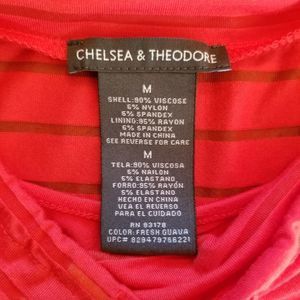 CHELSEA & THEODORE
M
SHELL:90% VISCOSE
5% NYLON
5% SPANDEX
LINING:95% RAYON
5% SPANDEX
MADE IN CHINA
SEE REVERSE FOR CARE
M
TELA:90% VISCOSA
5% NAILON
5% ELASTANO
FORRO:95% RAYÓN
5% ELASTANO
HECHO EN CHINA
VEA EL REVERSO
PARA EL CUIDADO
RN 93178
COLOR: FRESH GUAVA
UPC# 829479756221